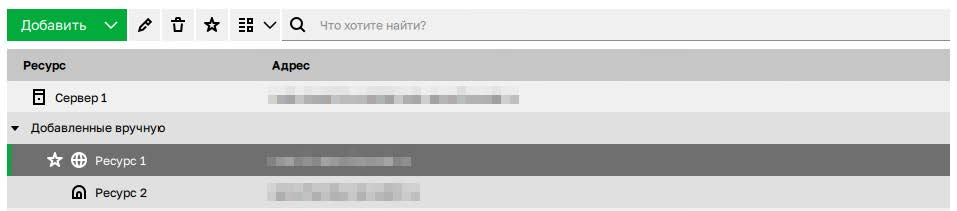 Добавить Что хотите найти?
Ресурс Адрес
Сервер 1
Добавленные вручную
Ресурс 1
Ресурс 2